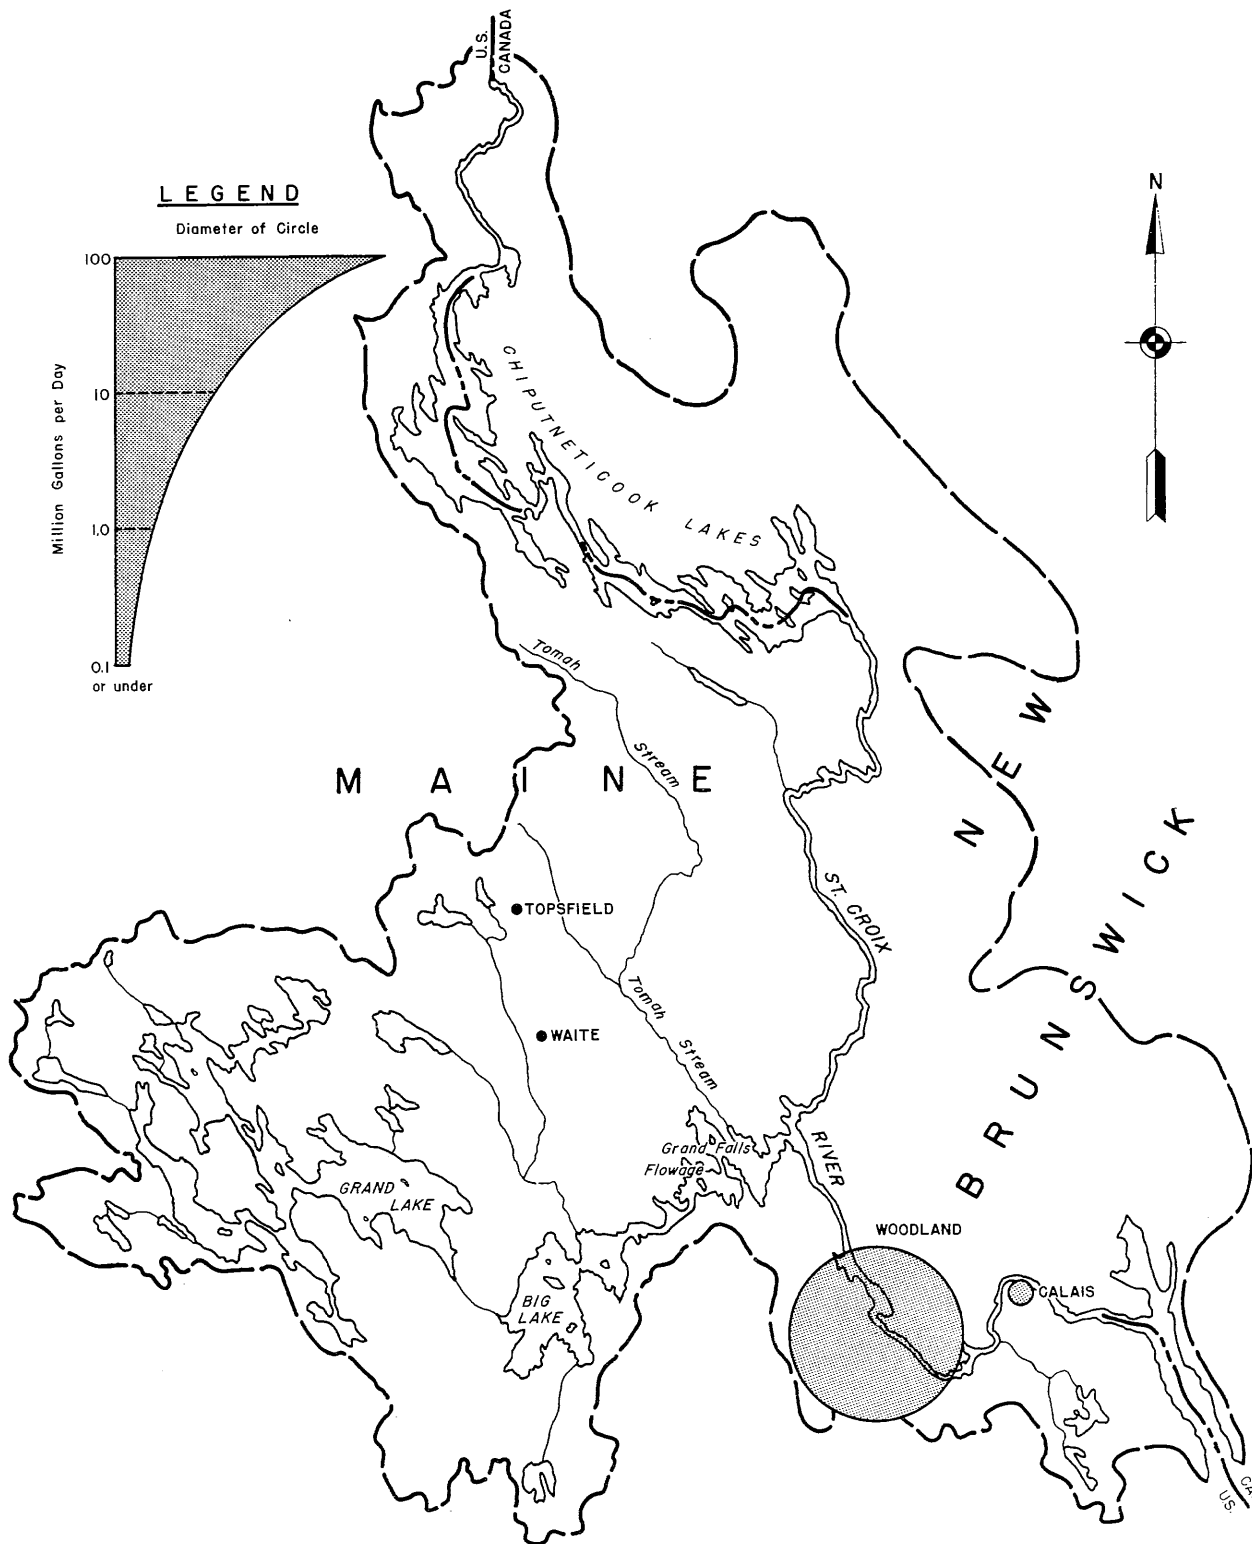 U.S.
CANADA
LEGEND
Diameter of Circle
100
10
1.0
0.1
or under
Million Gallons per Day
N
CHIPUTNETICOOK LAKES
Tomah
Stream
MAINE
NEW
BRUNSWICK
TOPSFIELD
ST. CROIX
Tomah
Stream
WAITE
RIVER
Grand Falls
Flowage
GRAND
LAKE
WOODLAND
BIG
LAKE
CALAIS
U.S.
CA